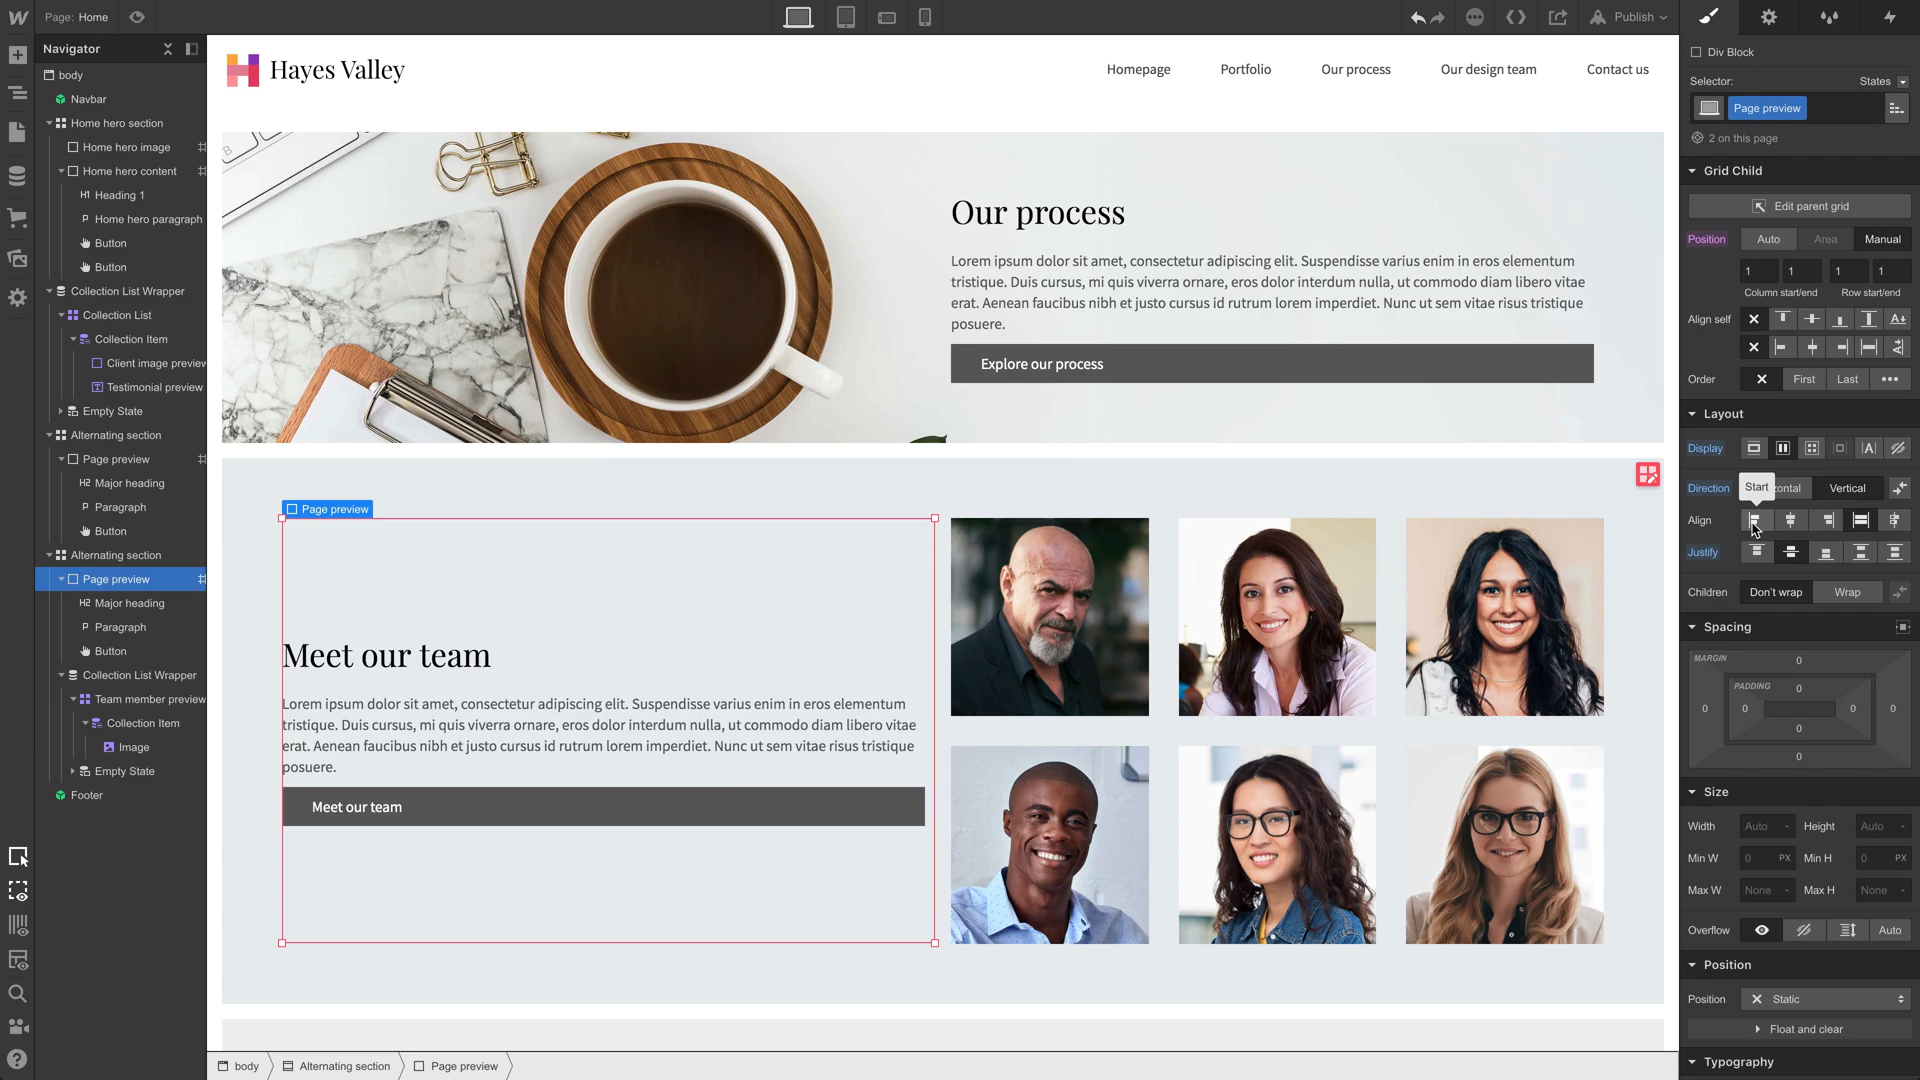 Page: Home
Publish
Navigator
body
Navbar
Home hero section
Home hero image
Home hero content
H1 Heading 1
P Home hero paragraph
Button
Button
Collection List Wrapper
Collection List
Collection Item
Client image preview
Testimonial preview
Empty State
Alternating section
Page preview
H2 Major heading
P Paragraph
Button
Alternating section
Page preview
H2 Major heading
P Paragraph
Button
Collection List Wrapper
Team member preview
Collection Item
Image
Empty State
Footer
Hayes Valley
Homepage
Portfolio
Our process
Our design team
Contact us
B
Our process
Lorem ipsum dolor sit amet, consectetur adipiscing elit. Suspendisse varius enim in eros elementum
tristique. Duis cursus, mi quis viverra ornare, eros dolor interdum nulla, ut commodo diam libero vitae
erat. Aenean faucibus nibh et justo cursus id rutrum lorem imperdiet. Nunc ut sem vitae risus tristique
posuere.
Explore our process
Page preview
Meet our team
Lorem ipsum dolor sit amet, consectetur adipiscing elit. Suspendisse varius enim in eros elementum
tristique. Duis cursus, mi quis viverra ornare, eros dolor interdum nulla, ut commodo diam libero vitae
erat. Aenean faucibus nibh et justo cursus id rutrum lorem imperdiet. Nunc ut sem vitae risus tristique
posuere.
Meet our team
body
Alternating section
Page preview
Div Block
Selector:
States
Page preview
2 on this page
Grid Child
Edit parent grid
Position
Auto
Area
Manual
1 1 1 1
Column start/end
Row start/end
Align self
Order
First
Last
Layout
Display
Direction
Start
zontal
Vertical
Align
Justify
Children
Don't wrap
Wrap
Spacing
MARGIN
0
PADDING
0
0 0 0 0
0
0
Size
Width Auto - Height Auto -
Min W 0 PX Min H 0 PX
Max W None - Max H None -
Overflow
Auto
Position
Position
Static
Float and clear
Typography